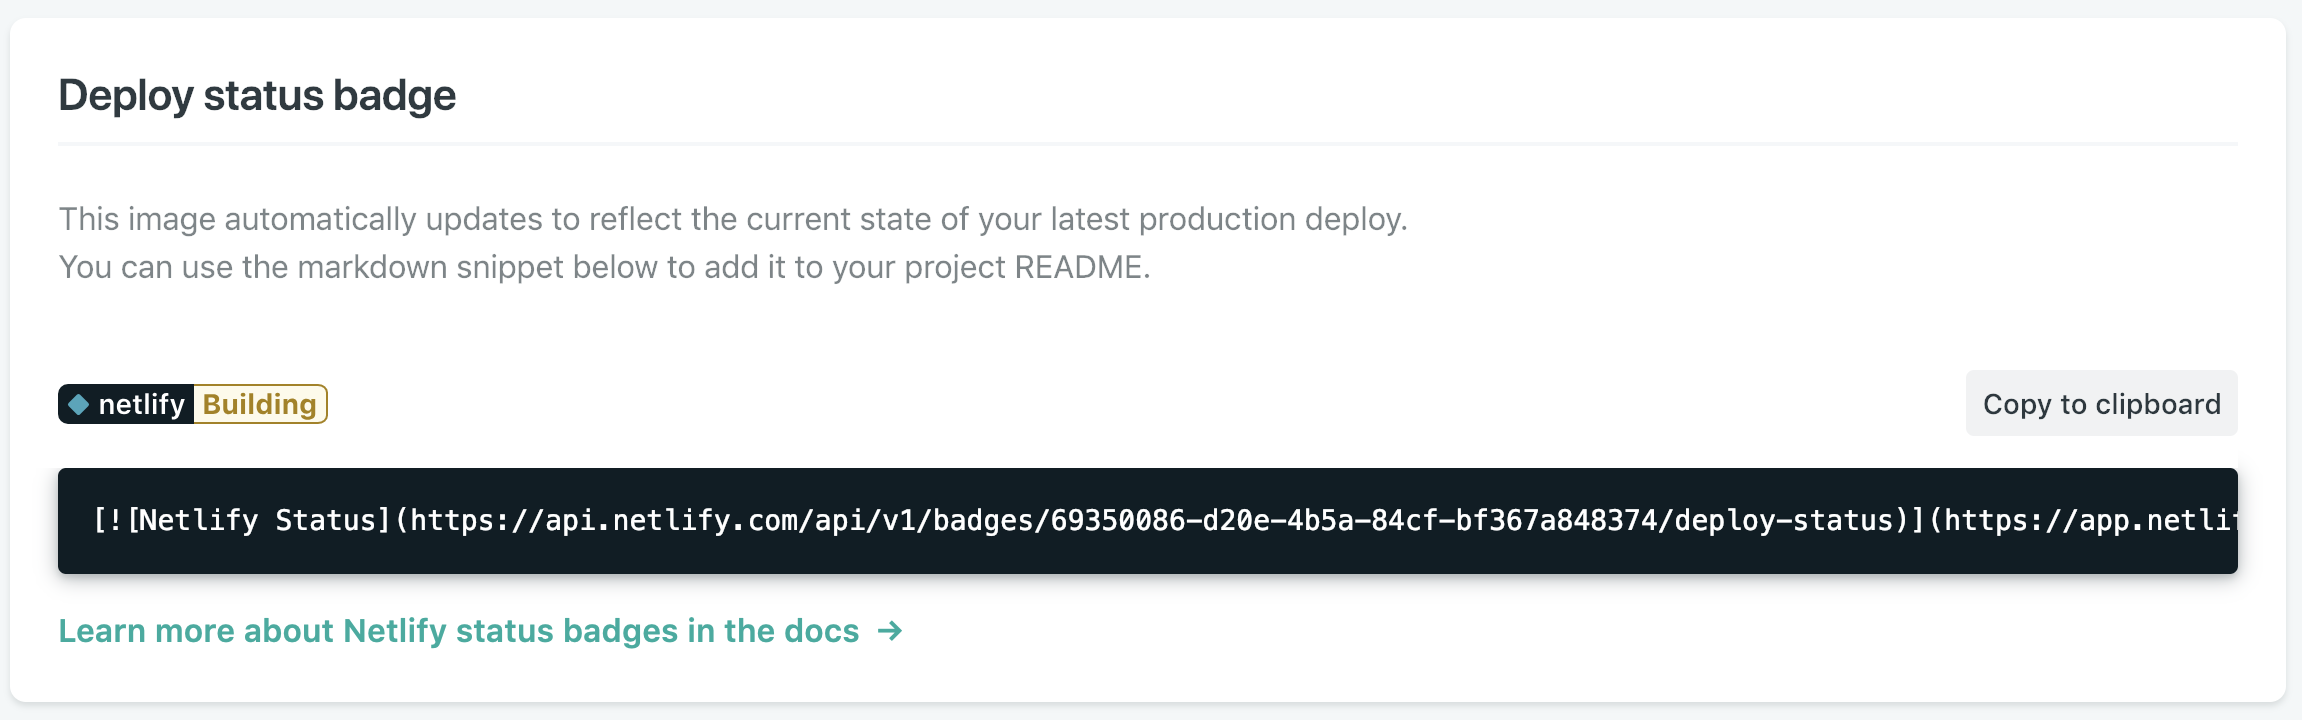 Deploy status badge
This image automatically updates to reflect the current state of your latest production deploy.
You can use the markdown snippet below to add it to your project README.
netlify Building
Copy to clipboard
[![Netlify Status](https://api.netlify.com/api/v1/badges/69350086-d20e-4b5a-84cf-bf367a848374/deploy-status)](https://app.netlif
Learn more about Netlify status badges in the docs →